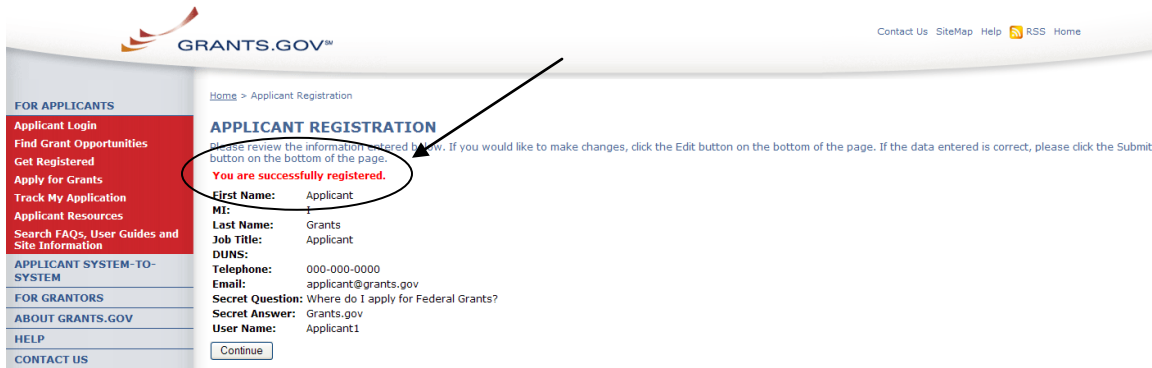 GRANTS.GOV℠
Contact Us SiteMap Help RSS Home
FOR APPLICANTS
Applicant Login
Find Grant Opportunities
Get Registered
Apply for Grants
Track My Application
Applicant Resources
Search FAQs, User Guides and
Site Information
APPLICANT SYSTEM-TO-
SYSTEM
FOR GRANTORS
ABOUT GRANTS.GOV
HELP
CONTACT US
Home > Applicant Registration
APPLICANT REGISTRATION
Please review the information entered below. If you would like to make changes, click the Edit button on the bottom of the page. If the data entered is correct, please click the Submit
button on the bottom of the page.
You are successfully registered.
First Name: Applicant
MI: I
Last Name: Grants
Job Title: Applicant
DUNS:
Telephone: 000-000-0000
Email: applicant@grants.gov
Secret Question: Where do I apply for Federal Grants?
Secret Answer: Grants.gov
User Name: Applicant1
Continue